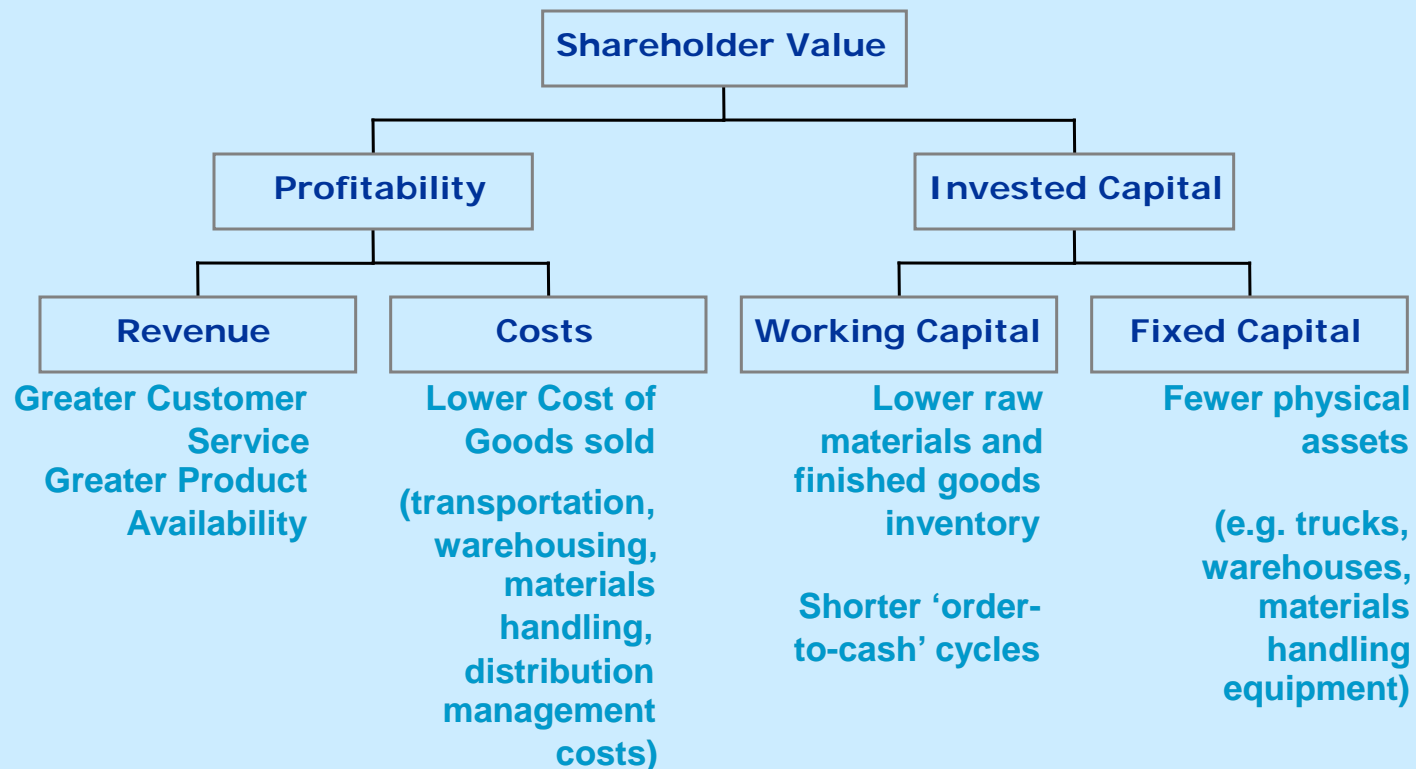 Shareholder Value
Profitability
Invested Capital
Revenue
Costs
Working Capital
Fixed Capital
Greater Customer
Service
Greater Product
Availability
Lower Cost of
Goods sold
(transportation,
warehousing,
materials
handling,
distribution
management
costs)
Lower raw
materials and
finished goods
inventory
Shorter ‘order-
to-cash’ cycles
Fewer physical
assets
(e.g. trucks,
warehouses,
materials
handling
equipment)